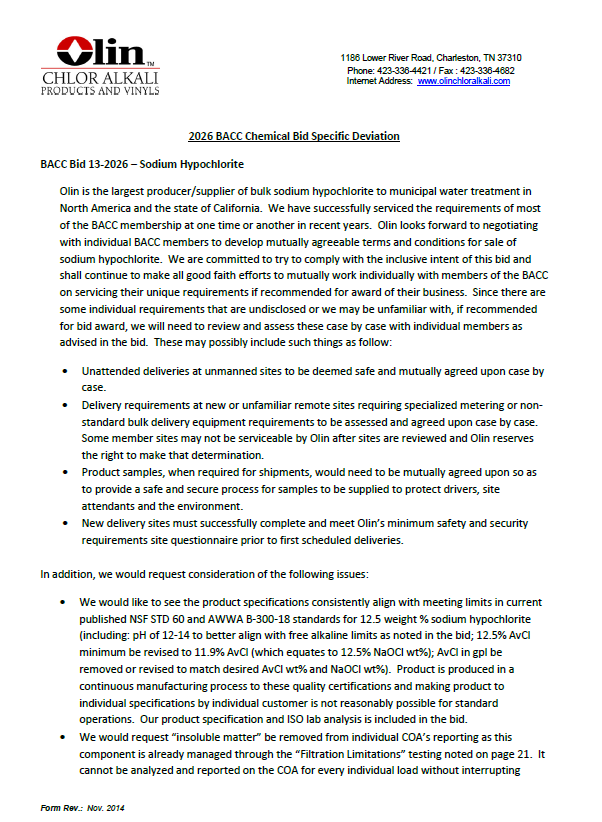 Olin™
CHLOR ALKALI
PRODUCTS AND VINYLS
1186 Lower River Road, Charleston, TN 37310
Phone: 423-336-4421 / Fax : 423-336-4682
Internet Address: www.olinchloralkali.com
2026 BACC Chemical Bid Specific Deviation
BACC Bid 13-2026 – Sodium Hypochlorite
Olin is the largest producer/supplier of bulk sodium hypochlorite to municipal water treatment in
North America and the state of California. We have successfully serviced the requirements of most
of the BACC membership at one time or another in recent years. Olin looks forward to negotiating
with individual BACC members to develop mutually agreeable terms and conditions for sale of
sodium hypochlorite. We are committed to try to comply with the inclusive intent of this bid and
shall continue to make all good faith efforts to mutually work individually with members of the BACC
on servicing their unique requirements if recommended for award of their business. Since there are
some individual requirements that are undisclosed or we may be unfamiliar with, if recommended
for bid award, we will need to review and assess these case by case with individual members as
advised in the bid. These may possibly include such things as follow:
• Unattended deliveries at unmanned sites to be deemed safe and mutually agreed upon case by
case.
• Delivery requirements at new or unfamiliar remote sites requiring specialized metering or non-
standard bulk delivery equipment requirements to be assessed and agreed upon case by case.
Some member sites may not be serviceable by Olin after sites are reviewed and Olin reserves
the right to make that determination.
• Product samples, when required for shipments, would need to be mutually agreed upon so as
to provide a safe and secure process for samples to be supplied to protect drivers, site
attendants and the environment.
• New delivery sites must successfully complete and meet Olin's minimum safety and security
requirements site questionnaire prior to first scheduled deliveries.
In addition, we would request consideration of the following issues:
• We would like to see the product specifications consistently align with meeting limits in current
published NSF STD 60 and AWWA B-300-18 standards for 12.5 weight % sodium hypochlorite
(including: pH of 12-14 to better align with free alkaline limits as noted in the bid; 12.5% AvCl
minimum be revised to 11.9% AvCl (which equates to 12.5% NaOCl wt%); AvCl in gpl be
removed or revised to match desired AvCl wt% and NaOCl wt%). Product is produced in a
continuous manufacturing process to these quality certifications and making product to
individual specifications by individual customer is not reasonably possible for standard
operations. Our product specification and ISO lab analysis is included in the bid.
• We would request "insoluble matter" be removed from individual COA's reporting as this
component is already managed through the "Filtration Limitations" testing noted on page 21. It
cannot be analyzed and reported on the COA for every individual load without interrupting
Form Rev.: Nov. 2014